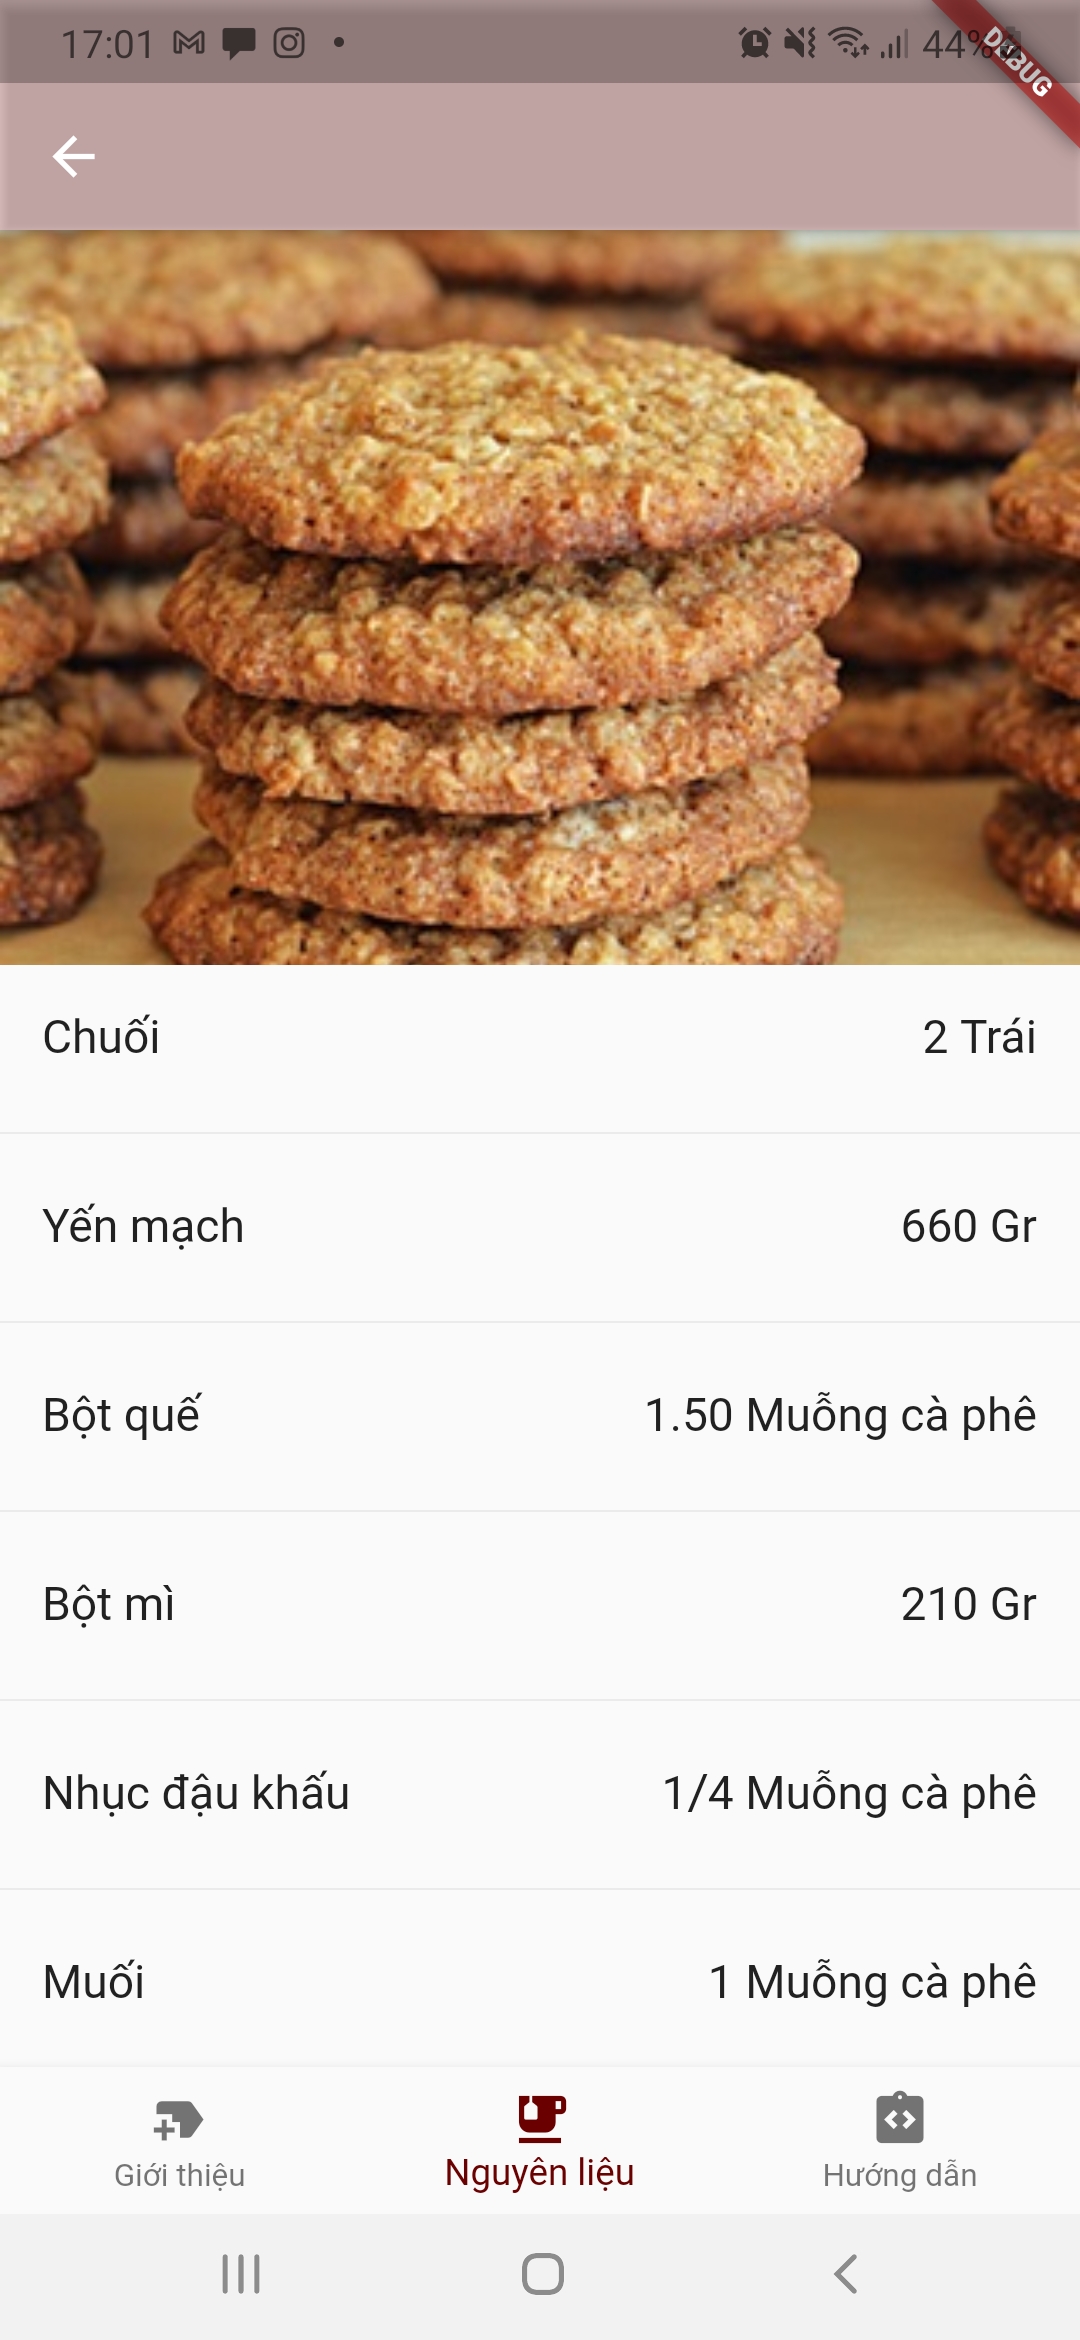 17:01 44%
DEBUG
Chuối 2 Trái
Yến mạch 660 Gr
Bột quế 1.50 Muỗng cà phê
Bột mì 210 Gr
Nhục đậu khấu 1/4 Muỗng cà phê
Muối 1 Muỗng cà phê
Giới thiệu Nguyên liệu Hướng dẫn